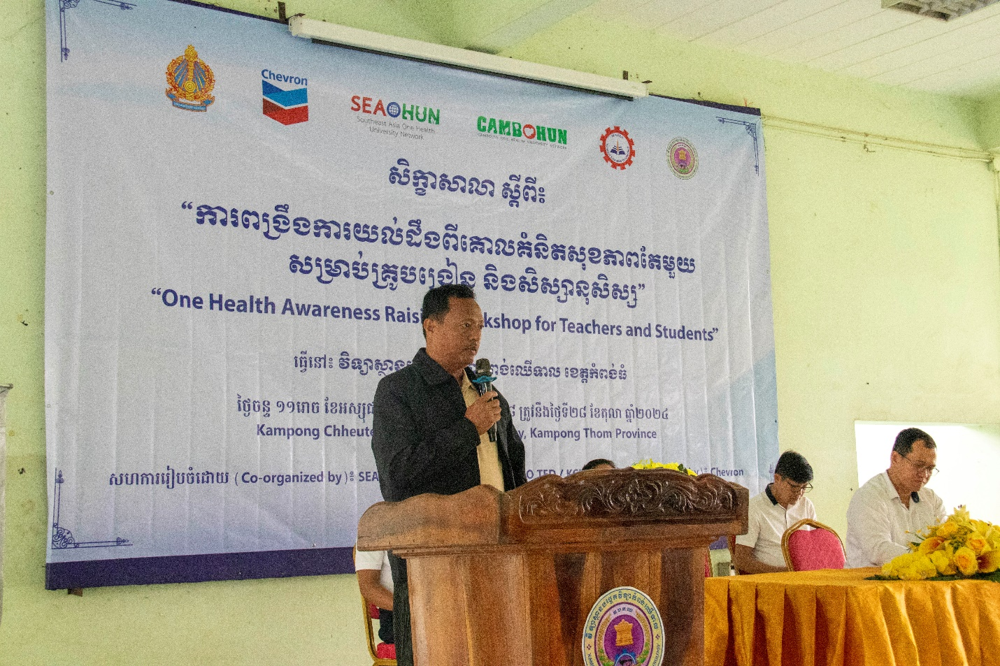 Chevron
SEAOHUN
Southeast Asia One Health
University Network
CAMBOHUN
CAMBODIA ONE HEALTH UNIVERSITY NETWORK
សិក្ខាសាលា ស្តីពី៖
“ការពង្រឹងការយល់ដឹងពីគោលគំនិតសុខភាពតែមួយ
សម្រាប់គ្រូបង្រៀន និងសិស្សានុសិស្ស”
“One Health Awareness Rais kshop for Teachers and Students”
ធ្វើនៅ៖ វិទ្យាស្ថាន ពង់ឈើទាល ខេត្តកំពង់ធំ
ថ្ងៃចន្ទ ១១រោច ខែអស្សុជ ៨ ត្រូវនឹងថ្ងៃទី២៨ ខែតុលា ឆ្នាំ២០២៤
Kampong Chheute y, Kampong Thom Province
សហការរៀបចំដោយ ( Co-organized by )៖ SEA O TED / KC y )៖ Chevron